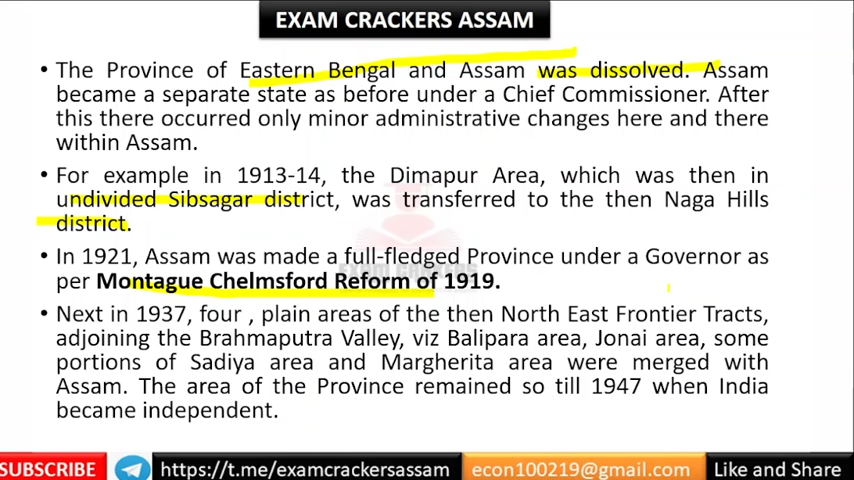 EXAM CRACKERS ASSAM
• The Province of Eastern Bengal and Assam was dissolved. Assam
became a separate state as before under a Chief Commissioner. After
this there occurred only minor administrative changes here and there
within Assam.
• For example in 1913-14, the Dimapur Area, which was then in
undivided Sibsagar district, was transferred to the then Naga Hills
district.
• In 1921, Assam was made a full-fledged Province under a Governor as
per Montague Chelmsford Reform of 1919.
• Next in 1937, four , plain areas of the then North East Frontier Tracts,
adjoining the Brahmaputra Valley, viz Balipara area, Jonai area, some
portions of Sadiya area and Margherita area were merged with
Assam. The area of the Province remained so till 1947 when India
became independent.
EXAM CRACKERS
SUBSCRIBE https://t.me/examcrackersassam econ100219@gmail.com Like and Share